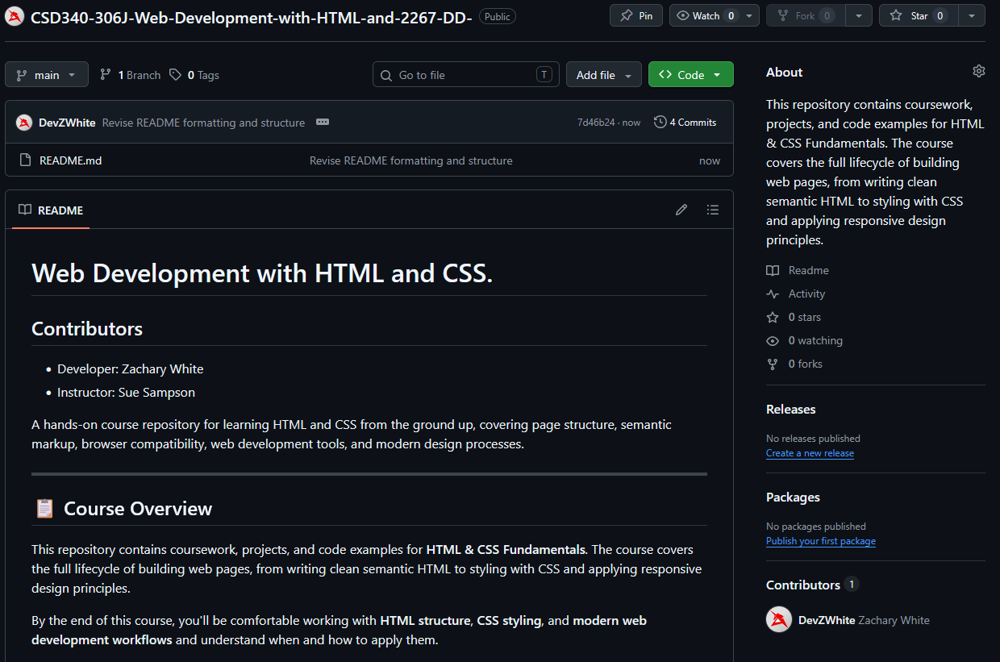 CSD340-306J-Web-Development-with-HTML-and-2267-DD- Public
Pin
Watch 0
Fork 0
Star 0
main
1 Branch
0 Tags
Go to file T
Add file
Code
DevZWhite Revise README formatting and structure
7d46b24 · now
4 Commits
README.md
Revise README formatting and structure
now
README
Web Development with HTML and CSS.
Contributors
• Developer: Zachary White
• Instructor: Sue Sampson
A hands-on course repository for learning HTML and CSS from the ground up, covering page structure, semantic
markup, browser compatibility, web development tools, and modern design processes.
Course Overview
This repository contains coursework, projects, and code examples for HTML & CSS Fundamentals. The course covers
the full lifecycle of building web pages, from writing clean semantic HTML to styling with CSS and applying responsive
design principles.
By the end of this course, you'll be comfortable working with HTML structure, CSS styling, and modern web
development workflows and understand when and how to apply them.
About
This repository contains coursework,
projects, and code examples for HTML
& CSS Fundamentals. The course
covers the full lifecycle of building
web pages, from writing clean
semantic HTML to styling with CSS
and applying responsive design
principles.
Readme
Activity
0 stars
0 watching
0 forks
Releases
No releases published
Create a new release
Packages
No packages published
Publish your first package
Contributors 1
DevZWhite Zachary White